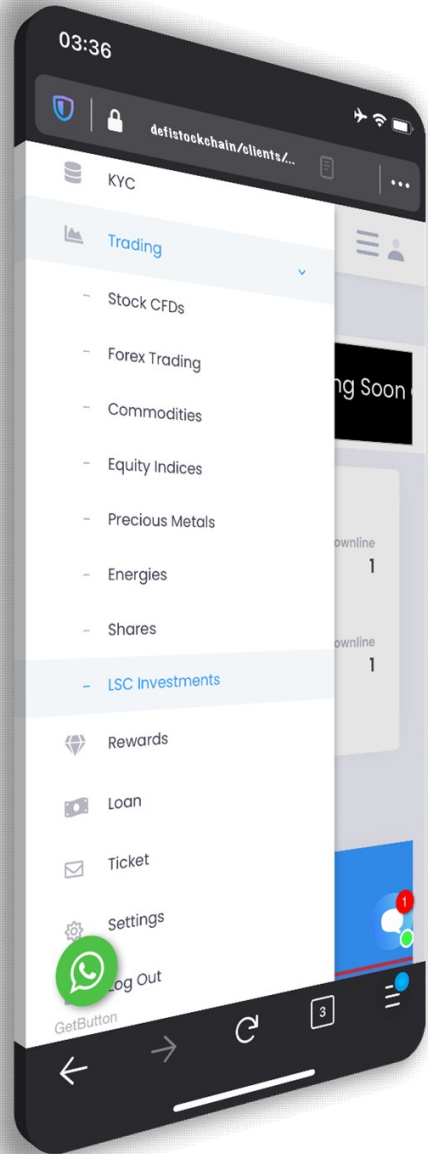 03:36
defistockchain/clients/...
KYC
Trading
Stock CFDs
Forex Trading
Commodities
Equity Indices
Precious Metals
Energies
Shares
LSC Investments
Rewards
Loan
Ticket
Settings
Log Out
GetButton
ng Soon
ownline
1
ownline
1
1
3